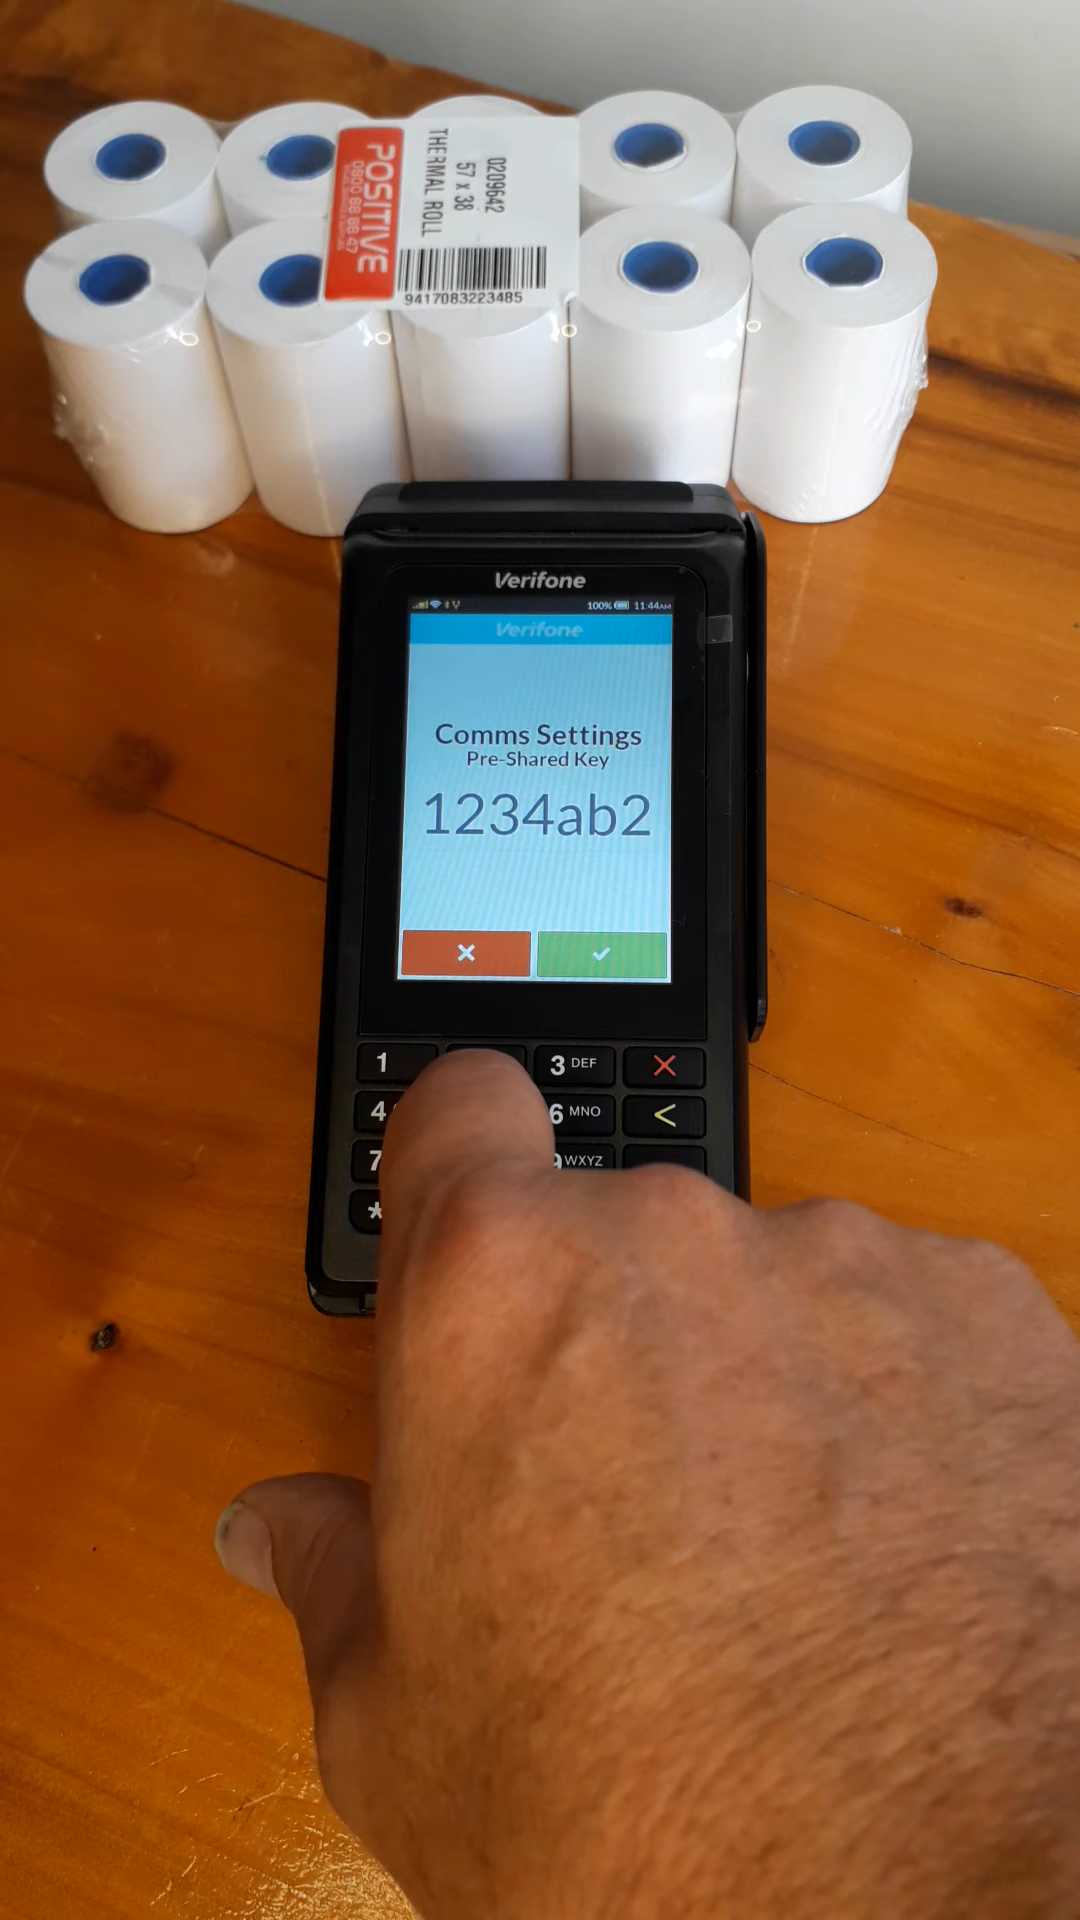 POSITIVE
0800 88 88 47
THERMAL ROLL
57 x 38
0209642
9417083223485
Verifone
100% 11:44AM
Verifone
Comms Settings
Pre-Shared Key
1234ab2
1
3 DEF
4
6 MNO
<
7
9 WXYZ
*